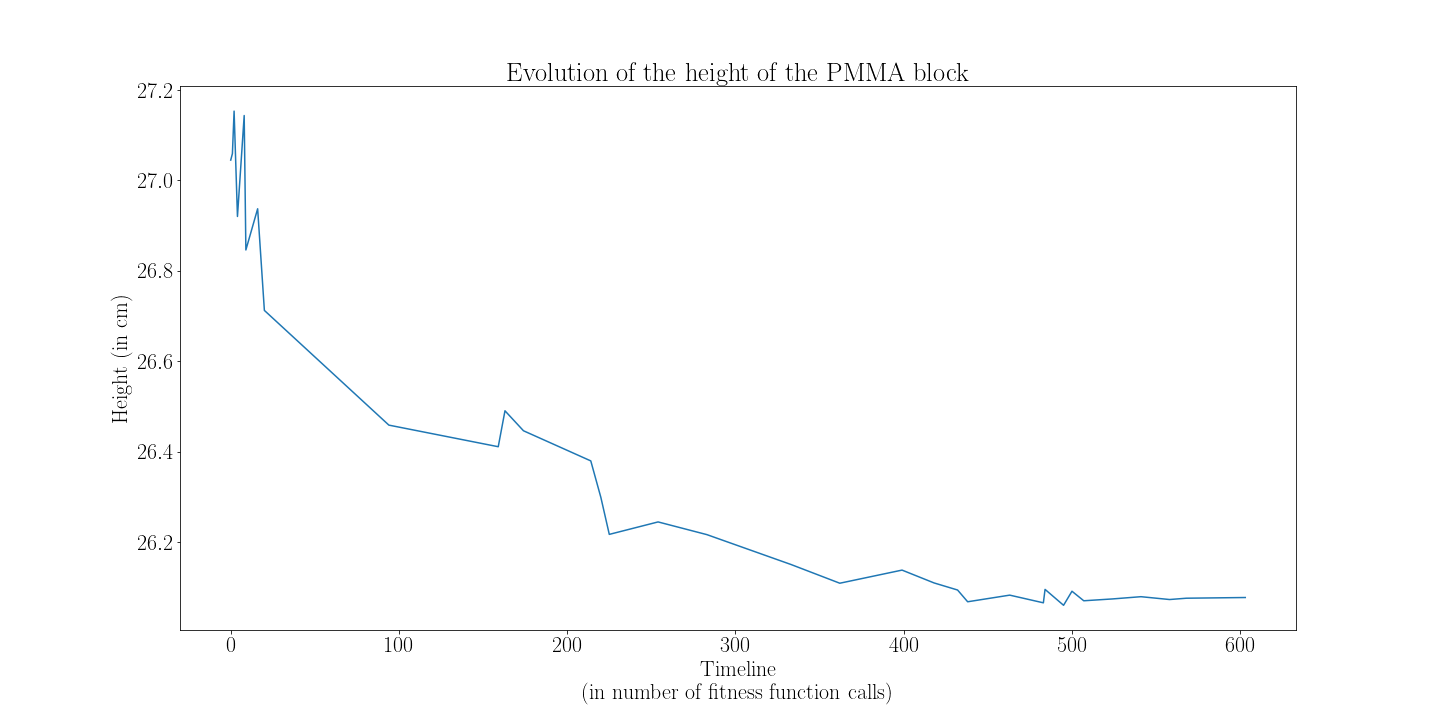 Evolution of the height of the PMMA block
27.2
27.0
26.8
26.6
26.4
26.2
Height (in cm)
0 100 200 300 400 500 600
Timeline
(in number of fitness function calls)